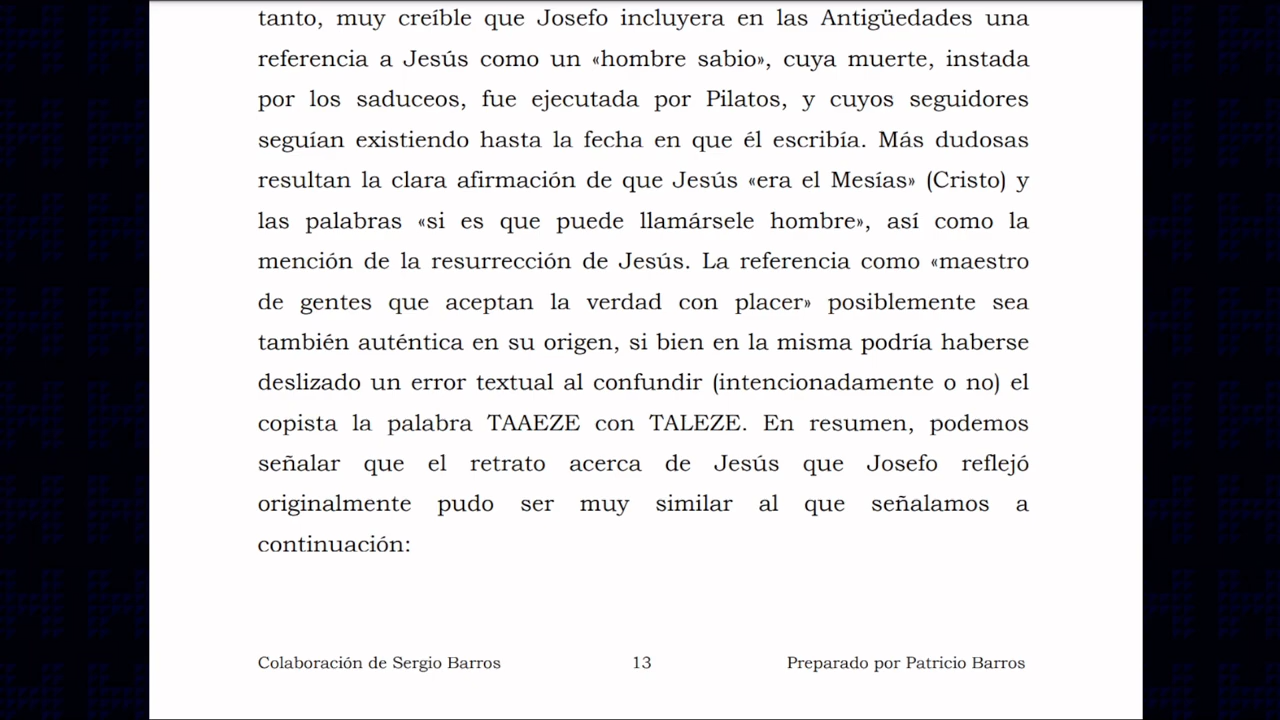 tanto, muy creíble que Josefo incluyera en las Antigüedades una
referencia a Jesús como un «hombre sabio», cuya muerte, instada
por los saduceos, fue ejecutada por Pilatos, y cuyos seguidores
seguían existiendo hasta la fecha en que él escribía. Más dudosas
resultan la clara afirmación de que Jesús «era el Mesías» (Cristo) y
las palabras «si es que puede llamársele hombre», así como la
mención de la resurrección de Jesús. La referencia como «maestro
de gentes que aceptan la verdad con placer» posiblemente sea
también auténtica en su origen, si bien en la misma podría haberse
deslizado un error textual al confundir (intencionadamente o no) el
copista la palabra TAAEZE con TALEZE. En resumen, podemos
señalar que el retrato acerca de Jesús que Josefo reflejó
originalmente pudo ser muy similar al que señalamos a
continuación:
Colaboración de Sergio Barros 13 Preparado por Patricio Barros